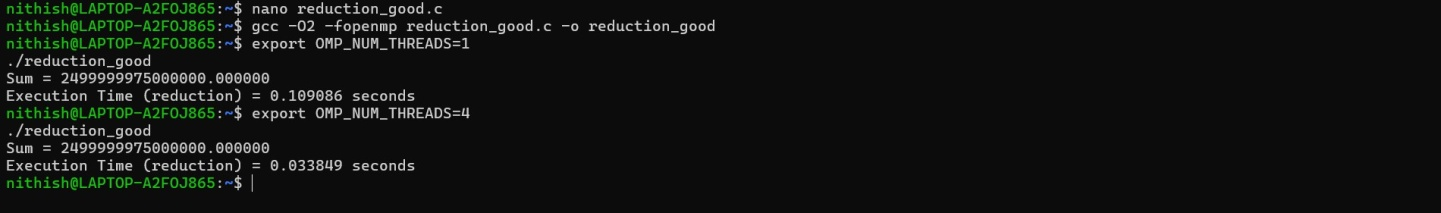 nithish@LAPTOP-A2FOJ865:~$ nano reduction_good.c
nithish@LAPTOP-A2FOJ865:~$ gcc -O2 -fopenmp reduction_good.c -o reduction_good
nithish@LAPTOP-A2FOJ865:~$ export OMP_NUM_THREADS=1
./reduction_good
Sum = 2499999975000000.000000
Execution Time (reduction) = 0.109086 seconds
nithish@LAPTOP-A2FOJ865:~$ export OMP_NUM_THREADS=4
./reduction_good
Sum = 2499999975000000.000000
Execution Time (reduction) = 0.033849 seconds
nithish@LAPTOP-A2FOJ865:~$